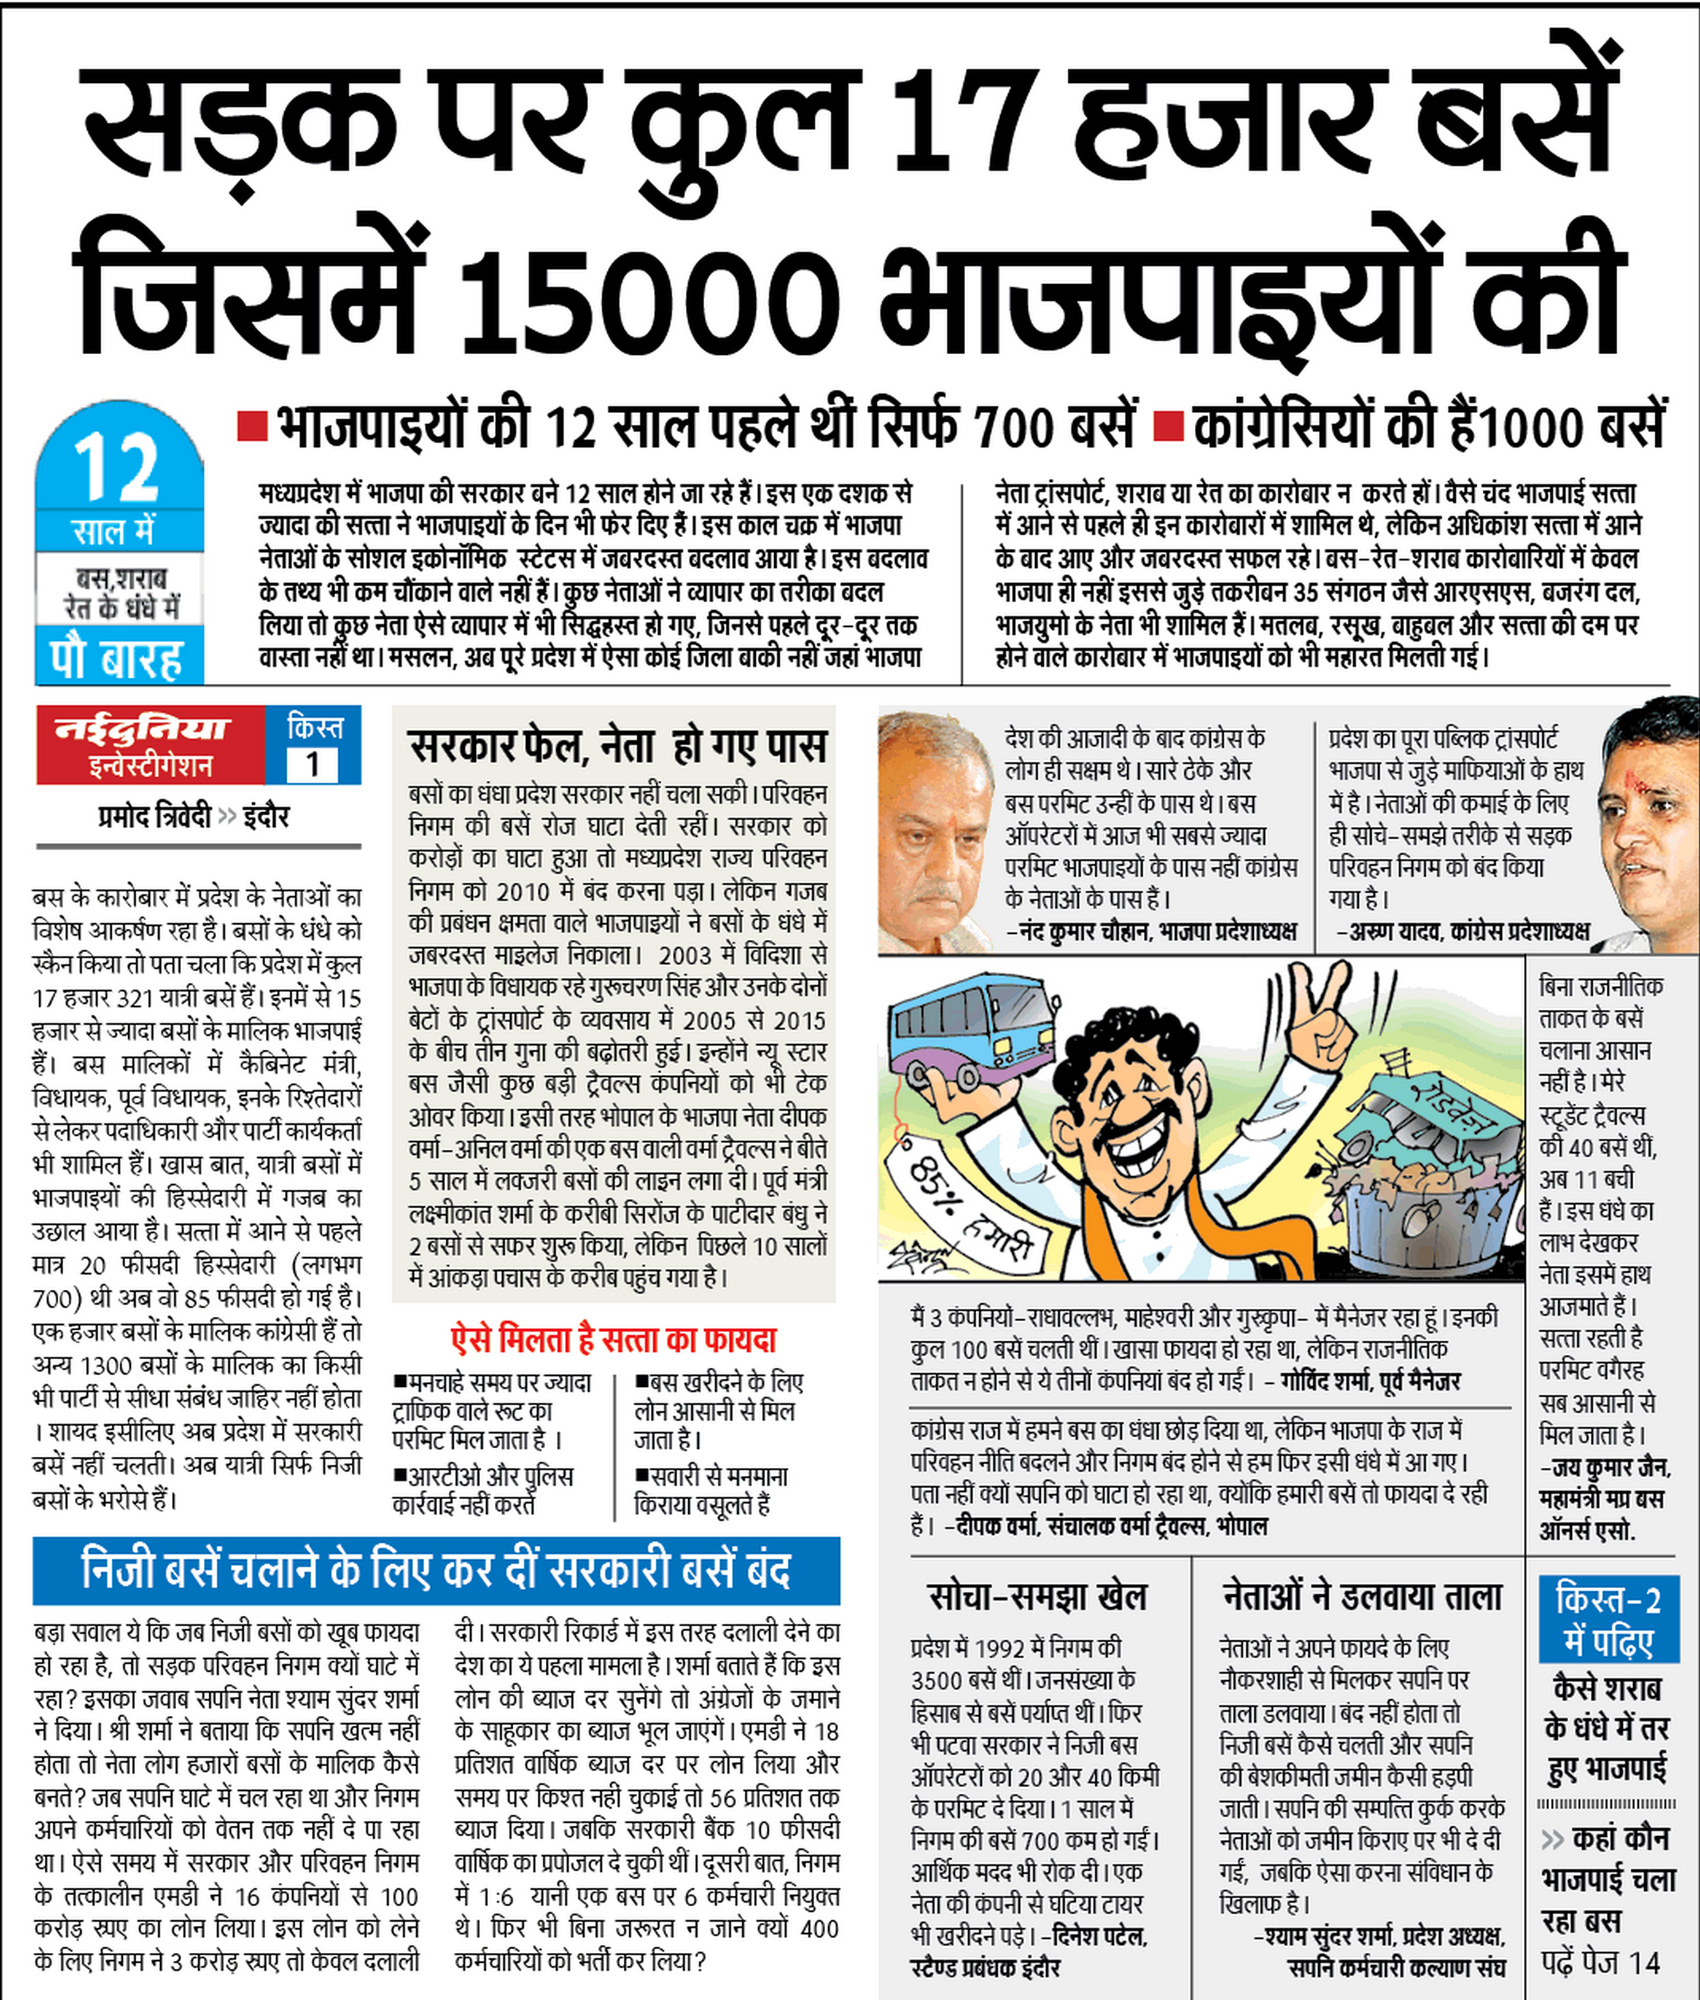 सड़क पर कुल 17 हजार बसें
जिसमें 15000 भाजपाइयों की
■ भाजपाइयों की 12 साल पहले थीं सिर्फ 700 बसें ■ कांग्रेसियों की हैं1000 बसें
12
साल में
बस,शराब
रेत के धंधे में
पौ बारह
मध्यप्रदेश में भाजपा की सरकार बने 12 साल होने जा रहे हैं। इस एक दशक से
ज्यादा की सत्ता ने भाजपाइयों के दिन भी फेर दिए हैं। इस काल चक्र में भाजपा
नेताओं के सोशल इकोनॉमिक स्टेटस में जबरदस्त बदलाव आया है। इस बदलाव
के तथ्य भी कम चौंकाने वाले नहीं हैं। कुछ नेताओं ने व्यापार का तरीका बदल
लिया तो कुछ नेता ऐसे व्यापार में भी सिद्धहस्त हो गए, जिनसे पहले दूर-दूर तक
वास्ता नहीं था। मसलन, अब पूरे प्रदेश में ऐसा कोई जिला बाकी नहीं जहां भाजपा
नेता ट्रांसपोर्ट, शराब या रेत का कारोबार न करते हों। वैसे चंद भाजपाई सत्ता
में आने से पहले ही इन कारोबारों में शामिल थे, लेकिन अधिकांश सत्ता में आने
के बाद आए और जबरदस्त सफल रहे। बस-रेत-शराब कारोबारियों में केवल
भाजपा ही नहीं इससे जुड़े तकरीबन 35 संगठन जैसे आरएसएस, बजरंग दल,
भाजयुमो के नेता भी शामिल हैं। मतलब, रसूख, बाहुबल और सत्ता की दम पर
होने वाले कारोबार में भाजपाइयों को भी महारत मिलती गई।
नईदुनिया
इन्वेस्टीगेशन
किस्त
1
प्रमोद त्रिवेदी >> इंदौर
बस के कारोबार में प्रदेश के नेताओं का
विशेष आकर्षण रहा है। बसों के धंधे को
स्कैन किया तो पता चला कि प्रदेश में कुल
17 हजार 321 यात्री बसें हैं। इनमें से 15
हजार से ज्यादा बसों के मालिक भाजपाई
हैं। बस मालिकों में कैबिनेट मंत्री,
विधायक, पूर्व विधायक, इनके रिश्तेदारों
से लेकर पदाधिकारी और पार्टी कार्यकर्ता
भी शामिल हैं। खास बात, यात्री बसों में
भाजपाइयों की हिस्सेदारी में गजब का
उछाल आया है। सत्ता में आने से पहले
मात्र 20 फीसदी हिस्सेदारी (लगभग
700) थी अब वो 85 फीसदी हो गई है।
एक हजार बसों के मालिक कांग्रेसी हैं तो
अन्य 1300 बसों के मालिक का किसी
भी पार्टी से सीधा संबंध जाहिर नहीं होता
। शायद इसीलिए अब प्रदेश में सरकारी
बसें नहीं चलती। अब यात्री सिर्फ निजी
बसों के भरोसे हैं।
सरकार फेल, नेता हो गए पास
बसों का धंधा प्रदेश सरकार नहीं चला सकी। परिवहन
निगम की बसें रोज घाटा देती रहीं। सरकार को
करोड़ों का घाटा हुआ तो मध्यप्रदेश राज्य परिवहन
निगम को 2010 में बंद करना पड़ा। लेकिन गजब
की प्रबंधन क्षमता वाले भाजपाइयों ने बसों के धंधे में
जबरदस्त माइलेज निकाला। 2003 में विदिशा से
भाजपा के विधायक रहे गुरूचरण सिंह और उनके दोनों
बेटों के ट्रांसपोर्ट के व्यवसाय में 2005 से 2015
के बीच तीन गुना की बढ़ोतरी हुई। इन्होंने न्यू स्टार
बस जैसी कुछ बड़ी ट्रैवल्स कंपनियों को भी टेक
ओवर किया। इसी तरह भोपाल के भाजपा नेता दीपक
वर्मा-अनिल वर्मा की एक बस वाली वर्मा ट्रैवल्स ने बीते
5 साल में लक्जरी बसों की लाइन लगा दी। पूर्व मंत्री
लक्ष्मीकांत शर्मा के करीबी सिरोंज के पाटीदार बंधु ने
2 बसों से सफर शुरू किया, लेकिन पिछले 10 सालों
में आंकड़ा पचास के करीब पहुंच गया है।
ऐसे मिलता है सत्ता का फायदा
■मनचाहे समय पर ज्यादा
ट्राफिक वाले रूट का
परमिट मिल जाता है ।
■आरटीओ और पुलिस
कार्रवाई नहीं करते
■बस खरीदने के लिए
लोन आसानी से मिल
जाता है।
■सवारी से मनमाना
किराया वसूलते हैं
देश की आजादी के बाद कांग्रेस के
लोग ही सक्षम थे। सारे ठेके और
बस परमिट उन्हीं के पास थे। बस
ऑपरेटरों में आज भी सबसे ज्यादा
परमिट भाजपाइयों के पास नहीं कांग्रेस
के नेताओं के पास हैं।
-नंद कुमार चौहान, भाजपा प्रदेशाध्यक्ष
प्रदेश का पूरा पब्लिक ट्रांसपोर्ट
भाजपा से जुड़े माफियाओं के हाथ
में है। नेताओं की कमाई के लिए
ही सोचे-समझे तरीके से सड़क
परिवहन निगम को बंद किया
गया है।
-अरुण यादव, कांग्रेस प्रदेशाध्यक्ष
85% हमारी
रोडवेज
मैं 3 कंपनियों-राधावल्लभ, माहेश्वरी और गुरुकृपा- में मैनेजर रहा हूं। इनकी
कुल 100 बसें चलती थीं। खासा फायदा हो रहा था, लेकिन राजनीतिक
ताकत न होने से ये तीनों कंपनियां बंद हो गईं। - गोविंद शर्मा, पूर्व मैनेजर
कांग्रेस राज में हमने बस का धंधा छोड़ दिया था, लेकिन भाजपा के राज में
परिवहन नीति बदलने और निगम बंद होने से हम फिर इसी धंधे में आ गए।
पता नहीं क्यों सपनि को घाटा हो रहा था, क्योंकि हमारी बसें तो फायदा दे रही
हैं। -दीपक वर्मा, संचालक वर्मा ट्रैवल्स, भोपाल
बिना राजनीतिक
ताकत के बसें
चलाना आसान
नहीं है। मेरे
स्टूडेंट ट्रैवल्स
की 40 बसें थीं,
अब 11 बची
हैं। इस धंधे का
लाभ देखकर
नेता इसमें हाथ
आजमाते हैं।
सत्ता रहती है
परमिट वगैरह
सब आसानी से
मिल जाता है।
-जय कुमार जैन,
महामंत्री मप्र बस
ऑनर्स एसो.
निजी बसें चलाने के लिए कर दीं सरकारी बसें बंद
बड़ा सवाल ये कि जब निजी बसों को खूब फायदा
हो रहा है, तो सड़क परिवहन निगम क्यों घाटे में
रहा? इसका जवाब सपनि नेता श्याम सुंदर शर्मा
ने दिया। श्री शर्मा ने बताया कि सपनि खत्म नहीं
होता तो नेता लोग हजारों बसों के मालिक कैसे
बनते? जब सपनि घाटे में चल रहा था और निगम
अपने कर्मचारियों को वेतन तक नहीं दे पा रहा
था। ऐसे समय में सरकार और परिवहन निगम
के तत्कालीन एमडी ने 16 कंपनियों से 100
करोड़ रुपए का लोन लिया। इस लोन को लेने
के लिए निगम ने 3 करोड़ रुपए तो केवल दलाली
दी। सरकारी रिकार्ड में इस तरह दलाली देने का
देश का ये पहला मामला है। शर्मा बताते हैं कि इस
लोन की ब्याज दर सुनेंगे तो अंग्रेजों के जमाने
के साहूकार का ब्याज भूल जाएंगें। एमडी ने 18
प्रतिशत वार्षिक ब्याज दर पर लोन लिया और
समय पर किश्त नहीं चुकाई तो 56 प्रतिशत तक
ब्याज दिया। जबकि सरकारी बैंक 10 फीसदी
वार्षिक का प्रपोजल दे चुकी थीं। दूसरी बात, निगम
में 1:6 यानी एक बस पर 6 कर्मचारी नियुक्त
थे। फिर भी बिना जरूरत न जाने क्यों 400
कर्मचारियों को भर्ती कर लिया?
सोचा-समझा खेल
प्रदेश में 1992 में निगम की
3500 बसें थीं। जनसंख्या के
हिसाब से बसें पर्याप्त थीं। फिर
भी पटवा सरकार ने निजी बस
ऑपरेटरों को 20 और 40 किमी
के परमिट दे दिया। 1 साल में
निगम की बसें 700 कम हो गईं।
आर्थिक मदद भी रोक दी। एक
नेता की कंपनी से घटिया टायर
भी खरीदने पड़े। -दिनेश पटेल,
स्टैण्ड प्रबंधक इंदौर
नेताओं ने डलवाया ताला
नेताओं ने अपने फायदे के लिए
नौकरशाही से मिलकर सपनि पर
ताला डलवाया। बंद नहीं होता तो
निजी बसें कैसे चलती और सपनि
की बेशकीमती जमीन कैसी हड़पी
जाती। सपनि की सम्पत्ति कुर्क करके
नेताओं को जमीन किराए पर भी दे दी
गईं, जबकि ऐसा करना संविधान के
खिलाफ है।
-श्याम सुंदर शर्मा, प्रदेश अध्यक्ष,
सपनि कर्मचारी कल्याण संघ
किस्त-2
में पढ़िए
कैसे शराब
के धंधे में तर
हुए भाजपाई
>> कहां कौन
भाजपाई चला
रहा बस
पढ़ें पेज 14